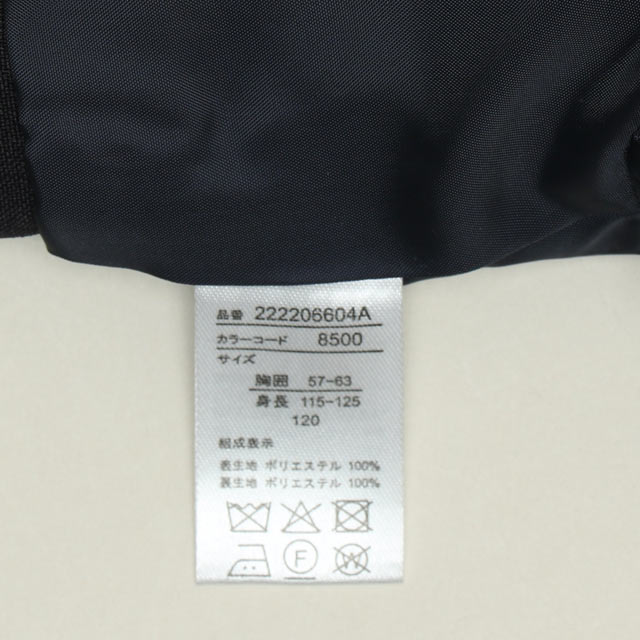 品番 222206604A
カラーコード 8500
サイズ
胸囲 57-63
身長 115-125
120
組成表示
表生地 ポリエステル 100%
裏生地 ポリエステル 100%
F
W